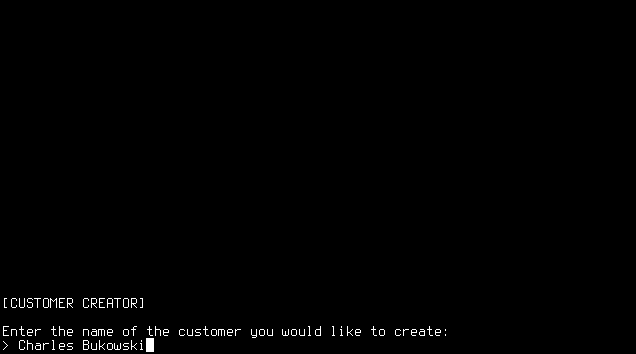 [CUSTOMER CREATOR]
Enter the name of the customer you would like to create:
> Charles Bukowski